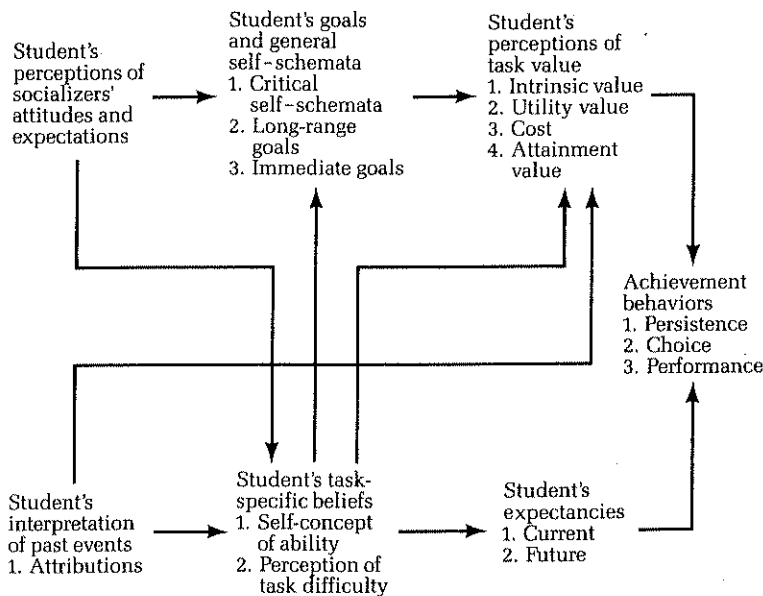 Student's
perceptions of
socializers'
attitudes and
expectations
Student's goals
and general
self-schemata
1. Critical
self-schemata
2. Long-range
goals
3. Immediate goals
Student's
perceptions of
task value
1. Intrinsic value
2. Utility value
3. Cost
4. Attainment
value
Achievement
behaviors
1. Persistence
2. Choice
3. Performance
Student's
interpretation
of past events
1. Attributions
Student's task-
specific beliefs
1. Self-concept
of ability
2. Perception of
task difficulty
Student's
expectancies
1. Current
2. Future